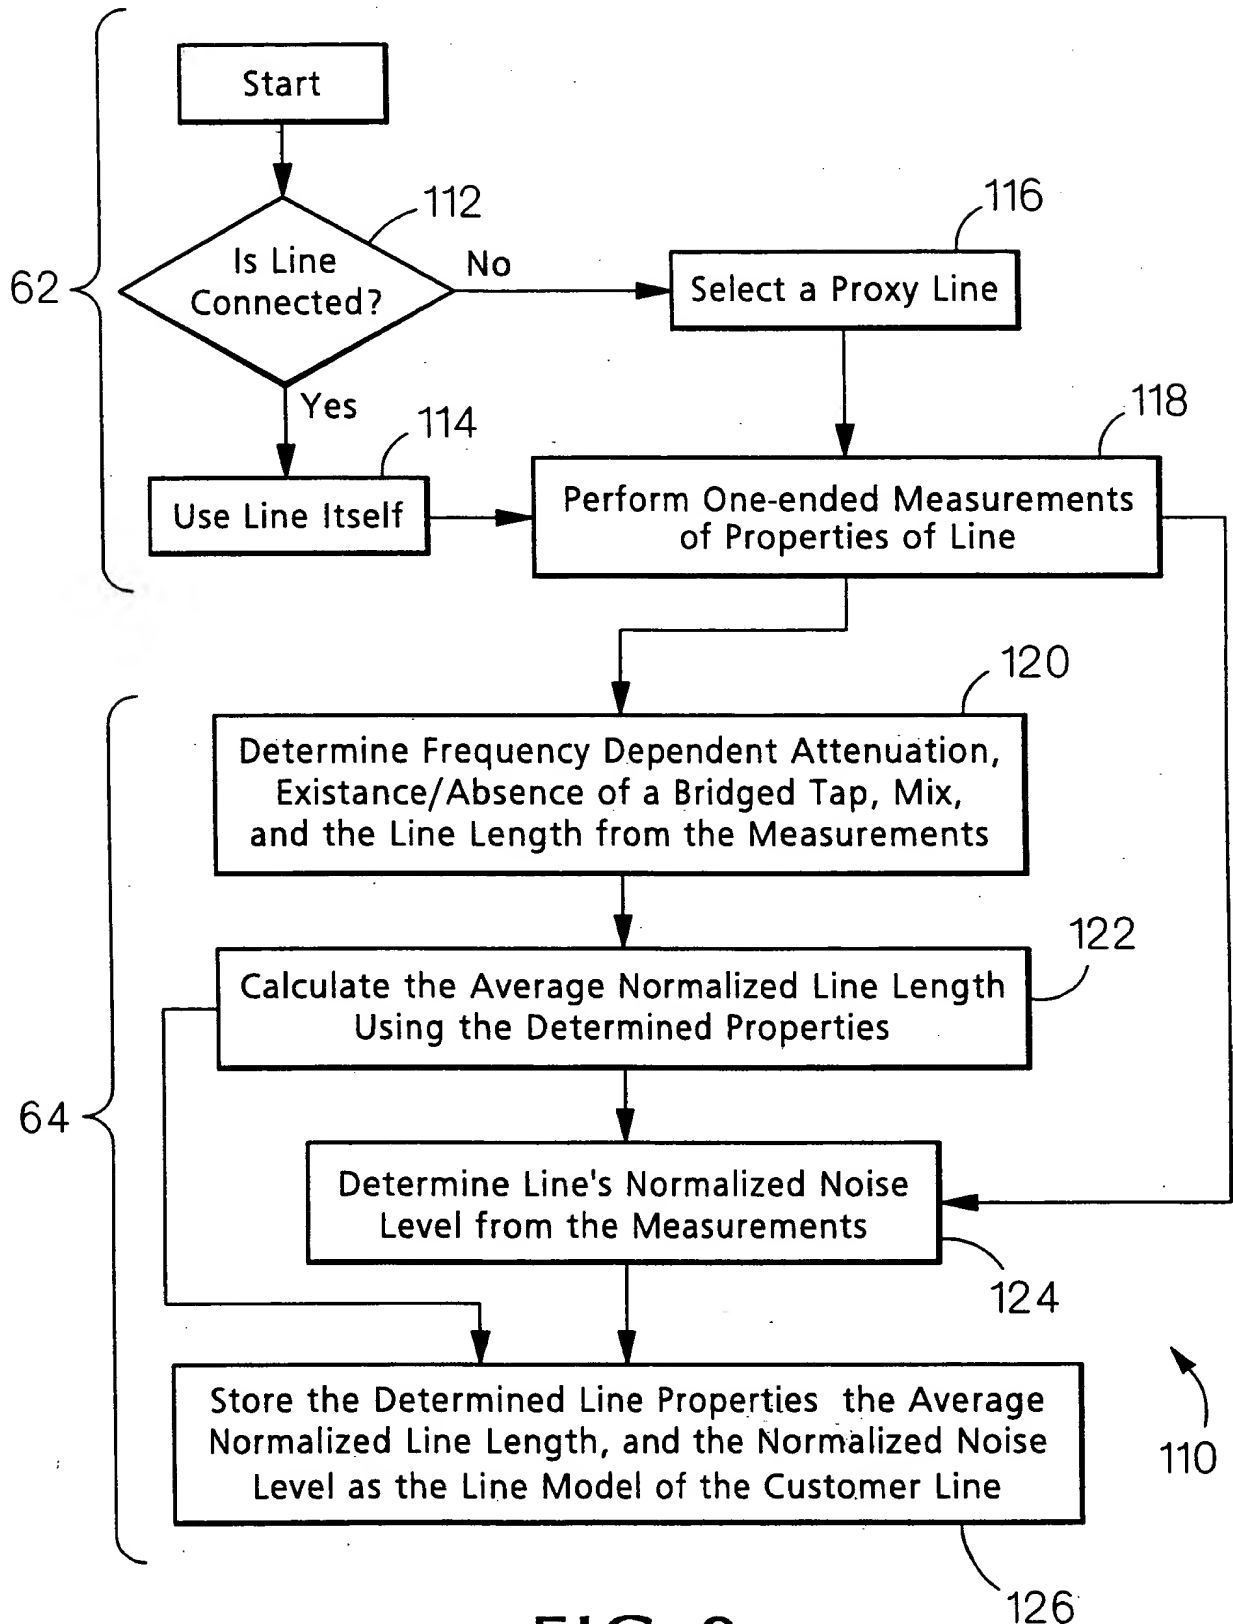 Start
112
116
Is Line
Connected?
No
Select a Proxy Line
62
Yes
114
118
Use Line Itself
Perform One-ended Measurements
of Properties of Line
120
Determine Frequency Dependent Attenuation,
Existance/Absence of a Bridged Tap, Mix,
and the Line Length from the Measurements
122
Calculate the Average Normalized Line Length
Using the Determined Properties
64
Determine Line's Normalized Noise
Level from the Measurements
124
Store the Determined Line Properties the Average
Normalized Line Length, and the Normalized Noise
Level as the Line Model of the Customer Line
110
126